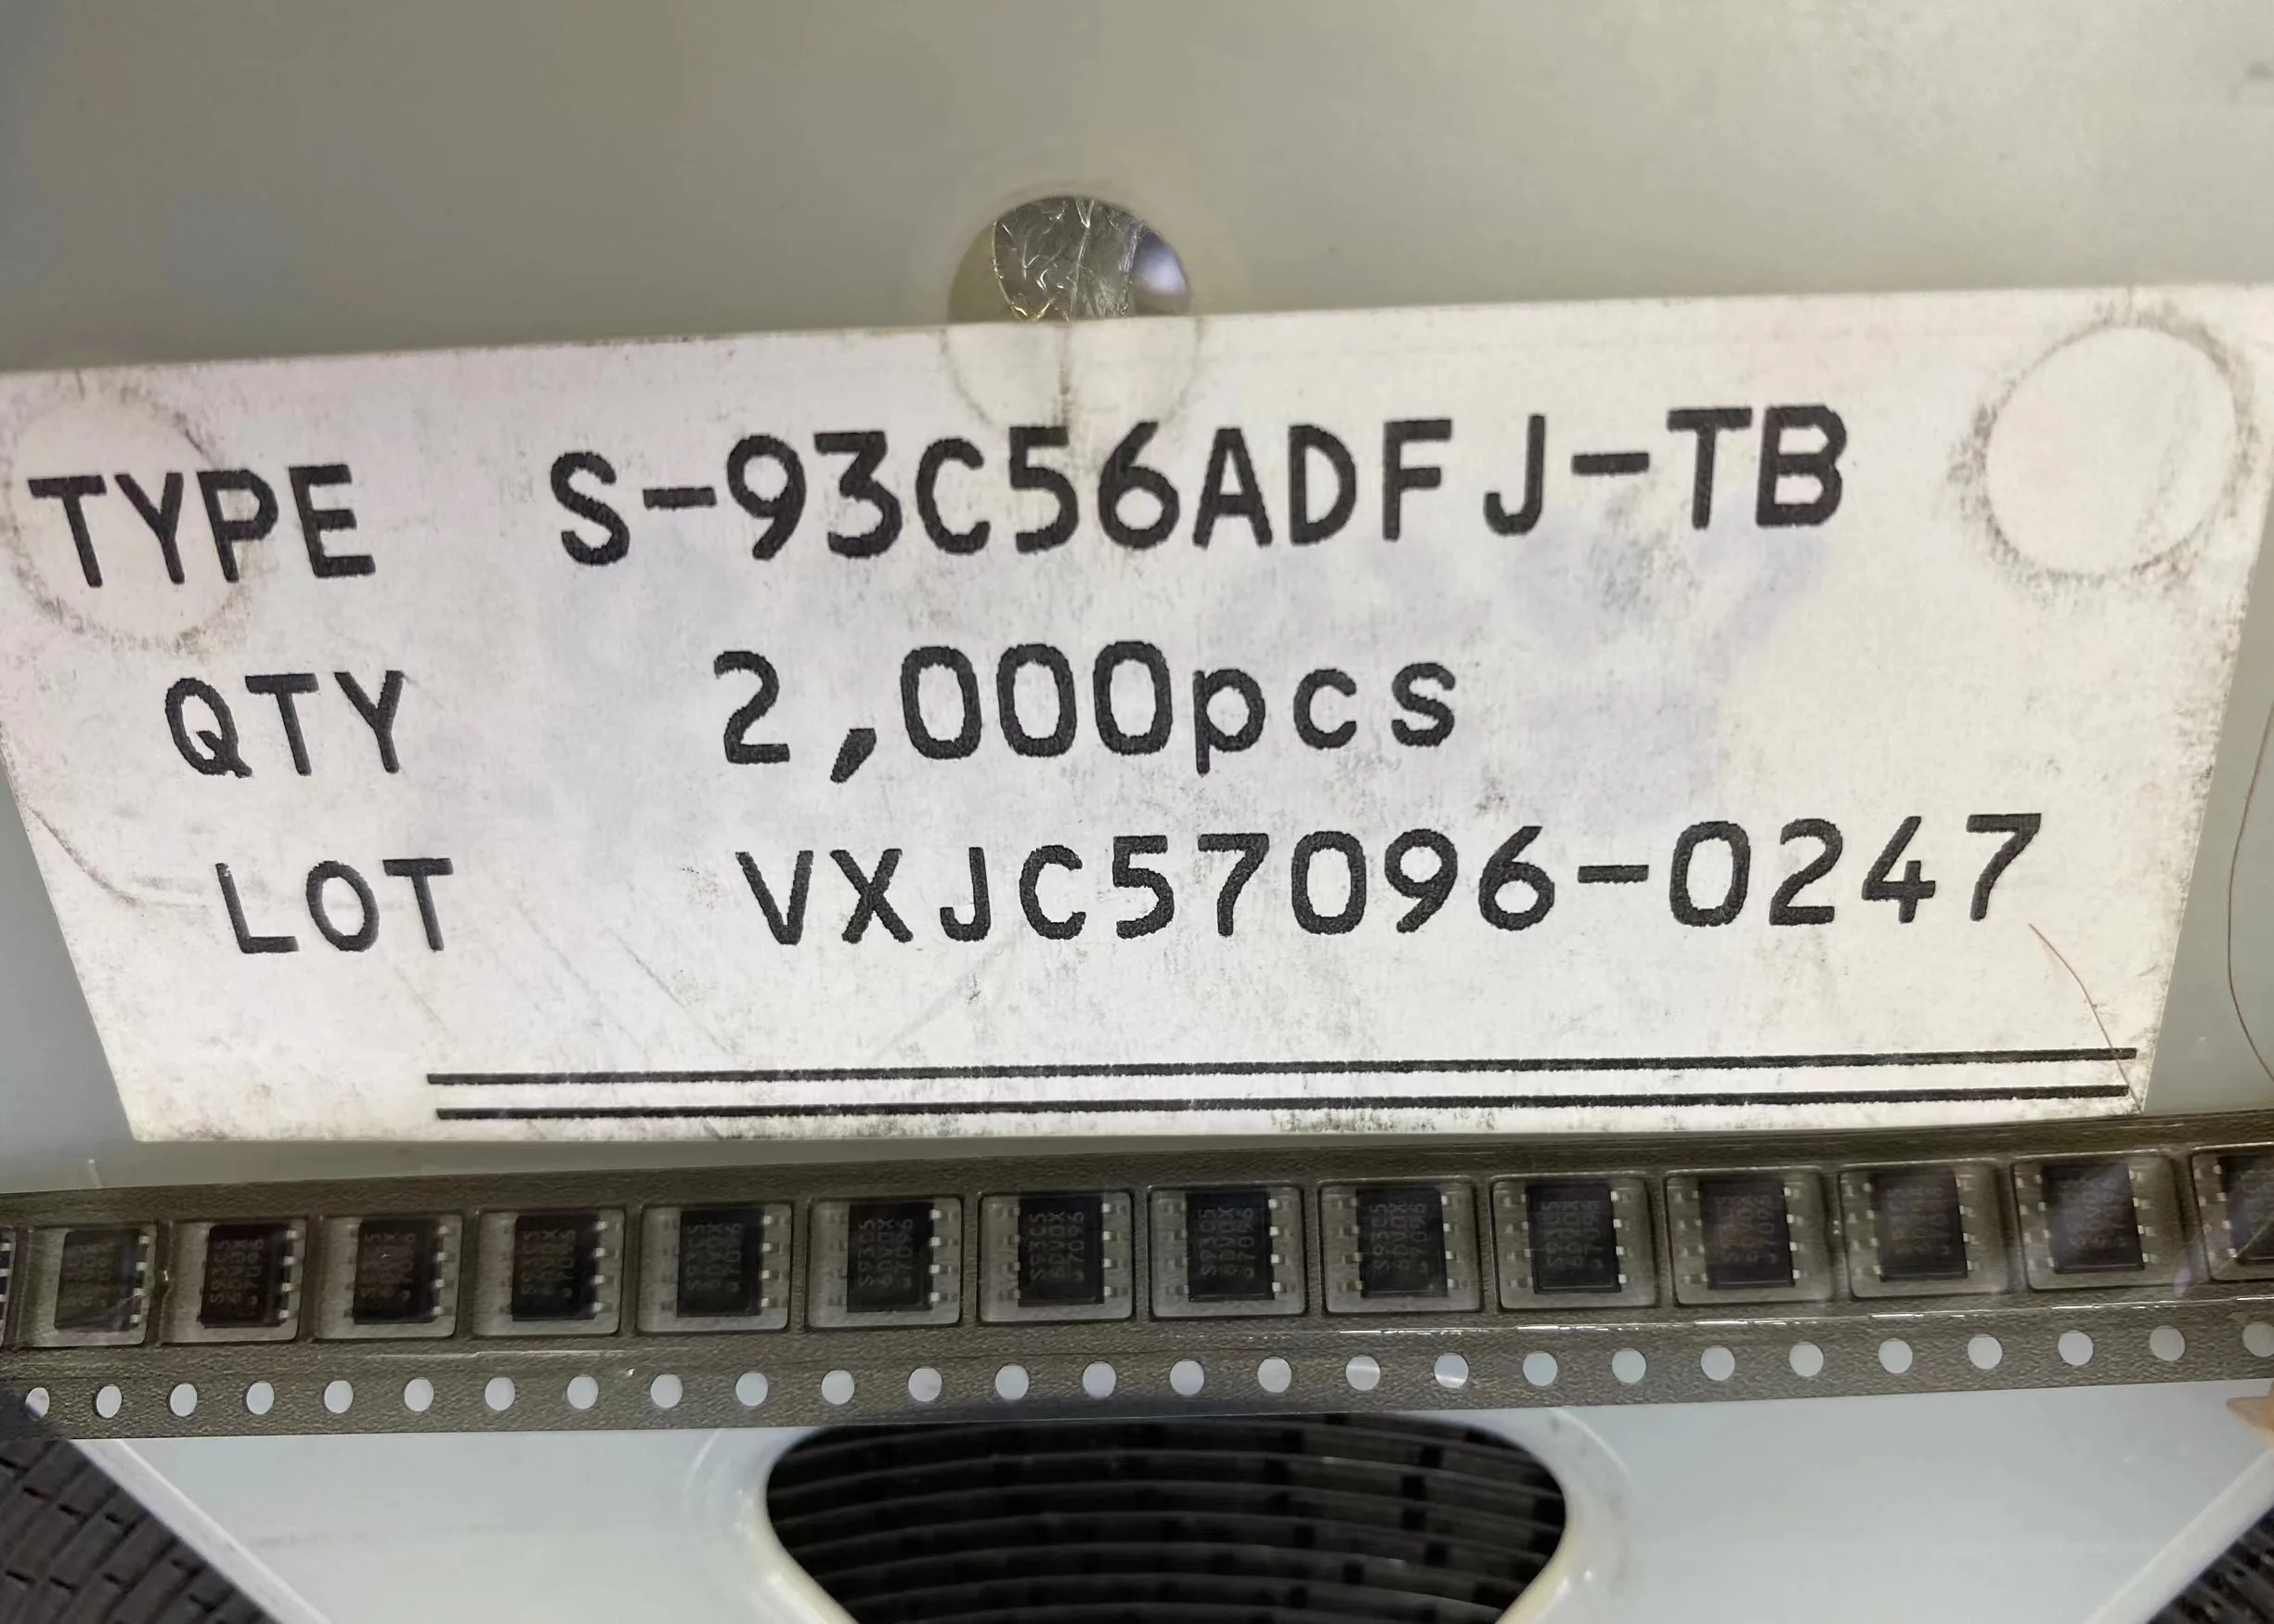 TYPE S-93C56ADFJ-TB
QTY 2,000pcs
LOT VXJC57096-0247